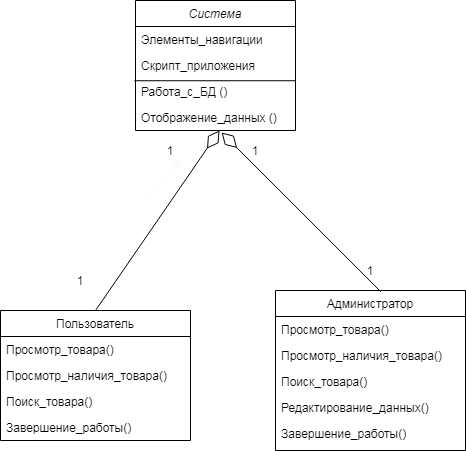 Система
Элементы_навигации
Скрипт_приложения
Работа_с_БД ()
Отображение_данных ()
1
1
1
1
Пользователь
Просмотр_товара()
Просмотр_наличия_товара()
Поиск_товара()
Завершение_работы()
Администратор
Просмотр_товара()
Просмотр_наличия_товара()
Поиск_товара()
Редактирование_данных()
Завершение_работы()